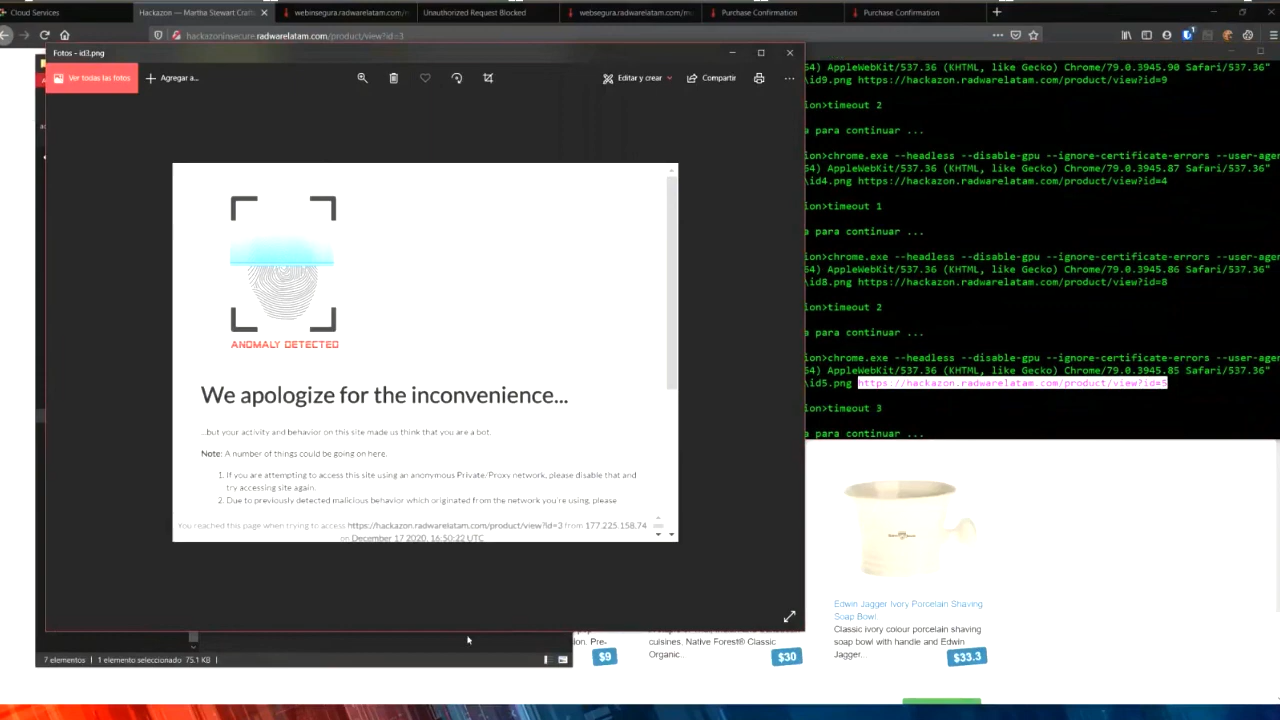 Cloud Services
Hackazon — Martha Stewart Craft
webinsegura.radwarelatam.com/r
Unauthorized Request Blocked
websegura.radwarelatam.com/m
Purchase Confirmation
Purchase Confirmation
hackazoninsecure.radwarelatam.com/product/view?id=3
Fotos - id3.png
Ver todas las fotos
Agregar a...
Editar y crear
Compartir
ANOMALY DETECTED
We apologize for the inconvenience...
...but your activity and behavior on this site made us think that you are a bot.
Note: A number of things could be going on here.
1. If you are attempting to access this site using an anonymous Private/Proxy network, please disable that and
try accessing site again.
2. Due to previously detected malicious behavior which originated from the network you're using, please
You reached this page when trying to access https://hackazon.radwarelatam.com/product/view?id=3 from 177.225.158.74
on December 17 2020, 16:50:22 UTC
7 elementos
1 elemento seleccionado 75.1 KB
64) AppleWebKit/537.36 (KHTML, like Gecko) Chrome/79.0.3945.90 Safari/537.36"
\id9.png https://hackazon.radwarelatam.com/product/view?id=9
ion>timeout 2
a para continuar ...
ion>chrome.exe --headless --disable-gpu --ignore-certificate-errors --user-agen
64) AppleWebKit/537.36 (KHTML, like Gecko) Chrome/79.0.3945.87 Safari/537.36"
\id4.png https://hackazon.radwarelatam.com/product/view?id=4
ion>timeout 1
a para continuar ...
ion>chrome.exe --headless --disable-gpu --ignore-certificate-errors --user-agen
64) AppleWebKit/537.36 (KHTML, like Gecko) Chrome/79.0.3945.86 Safari/537.36"
\id8.png https://hackazon.radwarelatam.com/product/view?id=8
ion>timeout 2
a para continuar ...
ion>chrome.exe --headless --disable-gpu --ignore-certificate-errors --user-agen
64) AppleWebKit/537.36 (KHTML, like Gecko) Chrome/79.0.3945.85 Safari/537.36"
\id5.png https://hackazon.radwarelatam.com/product/view?id=5
ion>timeout 3
a para continuar ...
ion. Pre-
$9
cuisines. Native Forest® Classic
Organic...
$30
Edwin Jagger Ivory Porcelain Shaving
Soap Bowl
Classic ivory colour porcelain shaving
soap bowl with handle and Edwin
Jagger...
$33.3